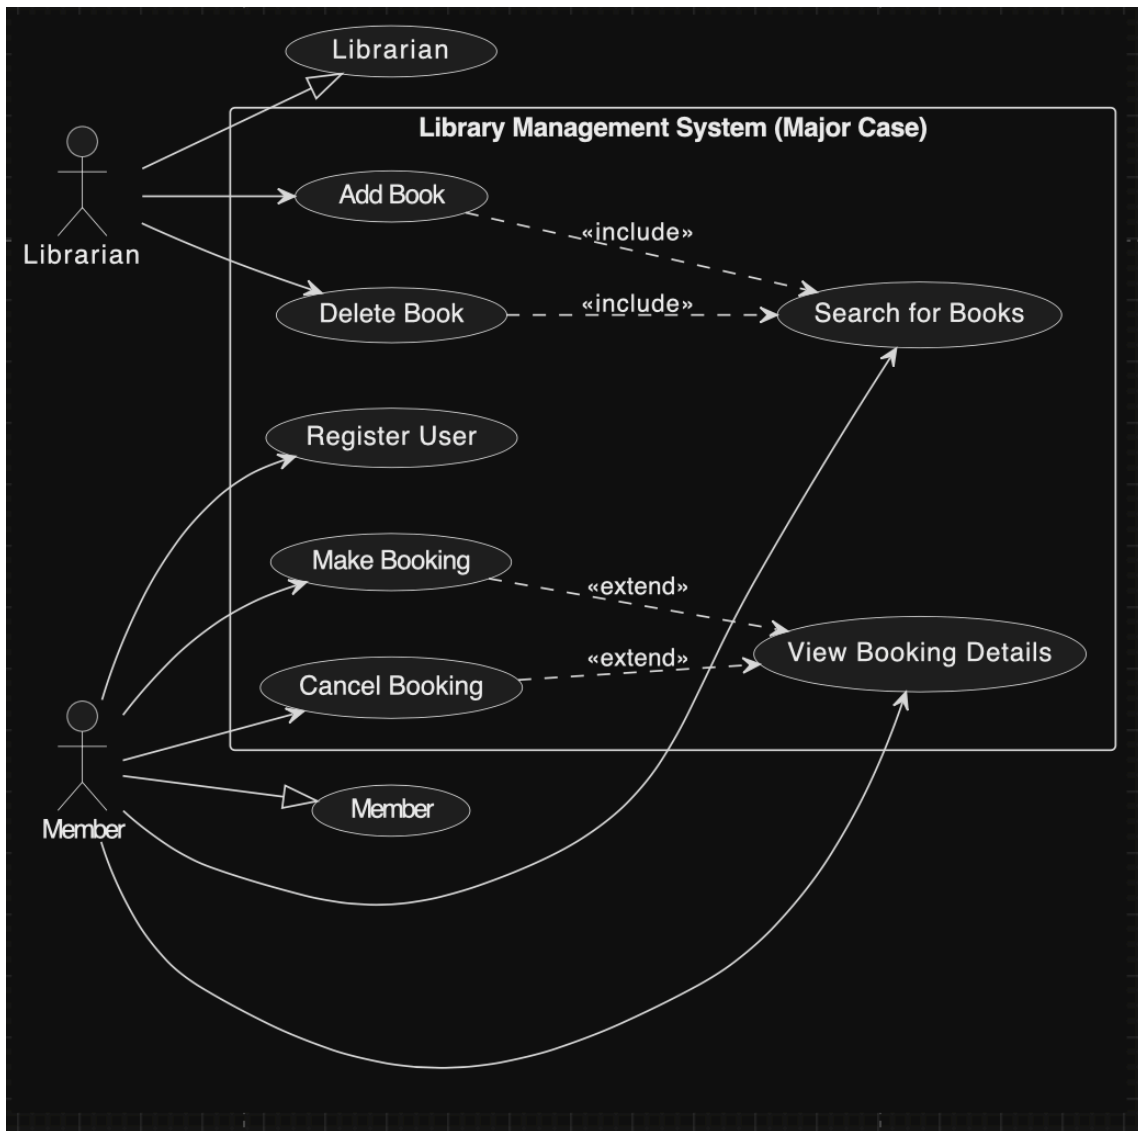 Librarian
Library Management System (Major Case)
Add Book
«include»
Librarian
Delete Book
«include»
Search for Books
Register User
Make Booking
«extend»
View Booking Details
Cancel Booking
«extend»
Member
Member